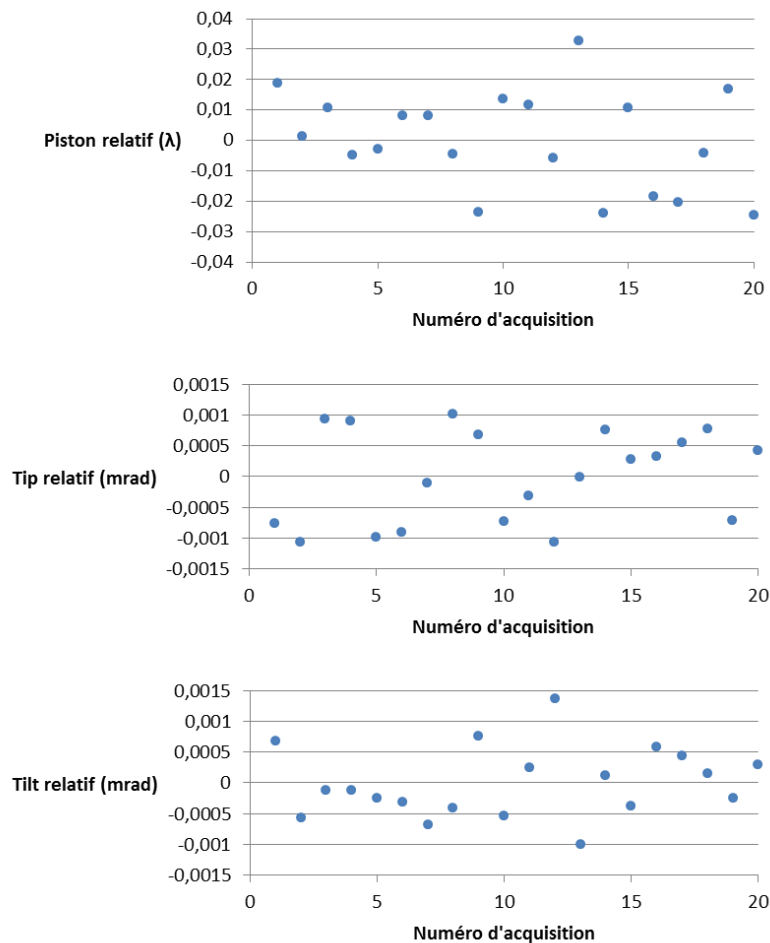 0,04
0,03
0,02
0,01
0
-0,01
-0,02
-0,03
-0,04
Piston relatif (λ)
0 5 10 15 20
Numéro d'acquisition
0,0015
0,001
0,0005
0
-0,0005
-0,001
-0,0015
Tip relatif (mrad)
0 5 10 15 20
Numéro d'acquisition
0,0015
0,001
0,0005
0
-0,0005
-0,001
-0,0015
Tilt relatif (mrad)
0 5 10 15 20
Numéro d'acquisition